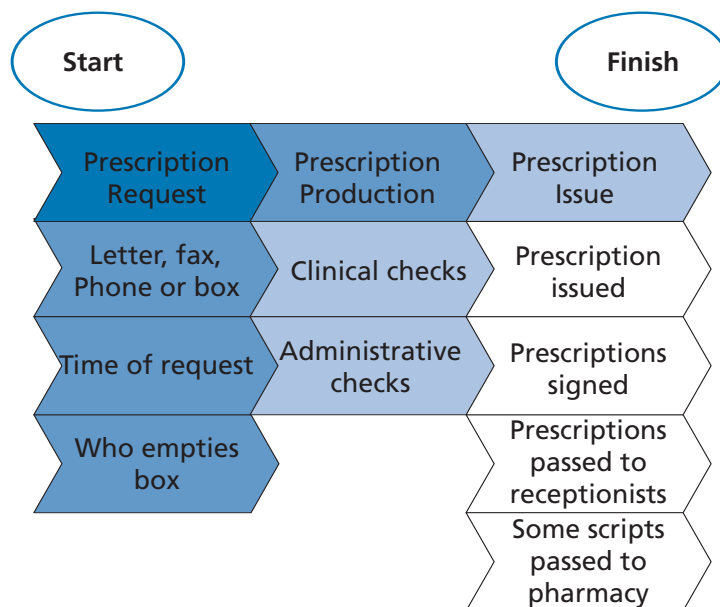 Start
Finish
Prescription
Request
Prescription
Production
Prescription
Issue
Letter, fax,
Phone or box
Clinical checks
Prescription
issued
Time of request
Administrative
checks
Prescriptions
signed
Who empties
box
Prescriptions
passed to
receptionists
Some scripts
passed to
pharmacy